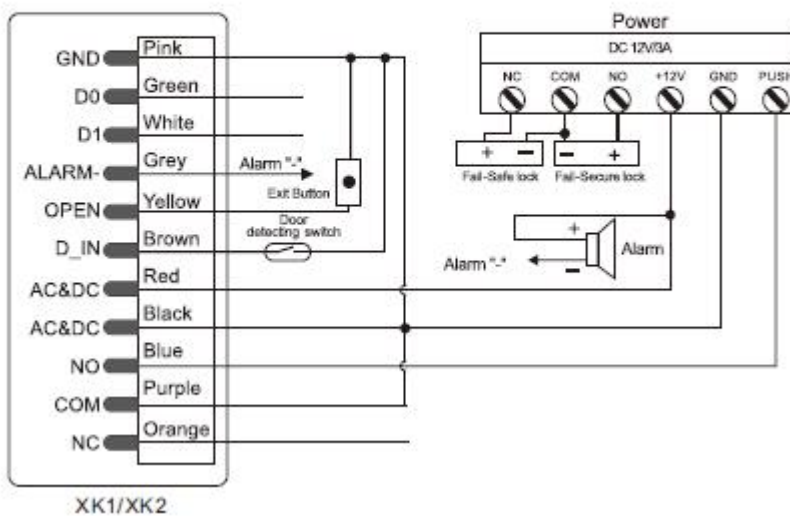 Power
DC 12V/3A
NC COM NO +12V GND PUSH
+ − − +
Fail-Safe lock Fail-Secure lock
GND Pink
D0 Green
D1 White
ALARM- Grey
Alarm "-"
OPEN Yellow
Exit Button
D_IN Brown
Door
detecting switch
AC&DC Red
AC&DC Black
NO Blue
COM Purple
NC Orange
+
Alarm
Alarm "-"
−
XK1/XK2